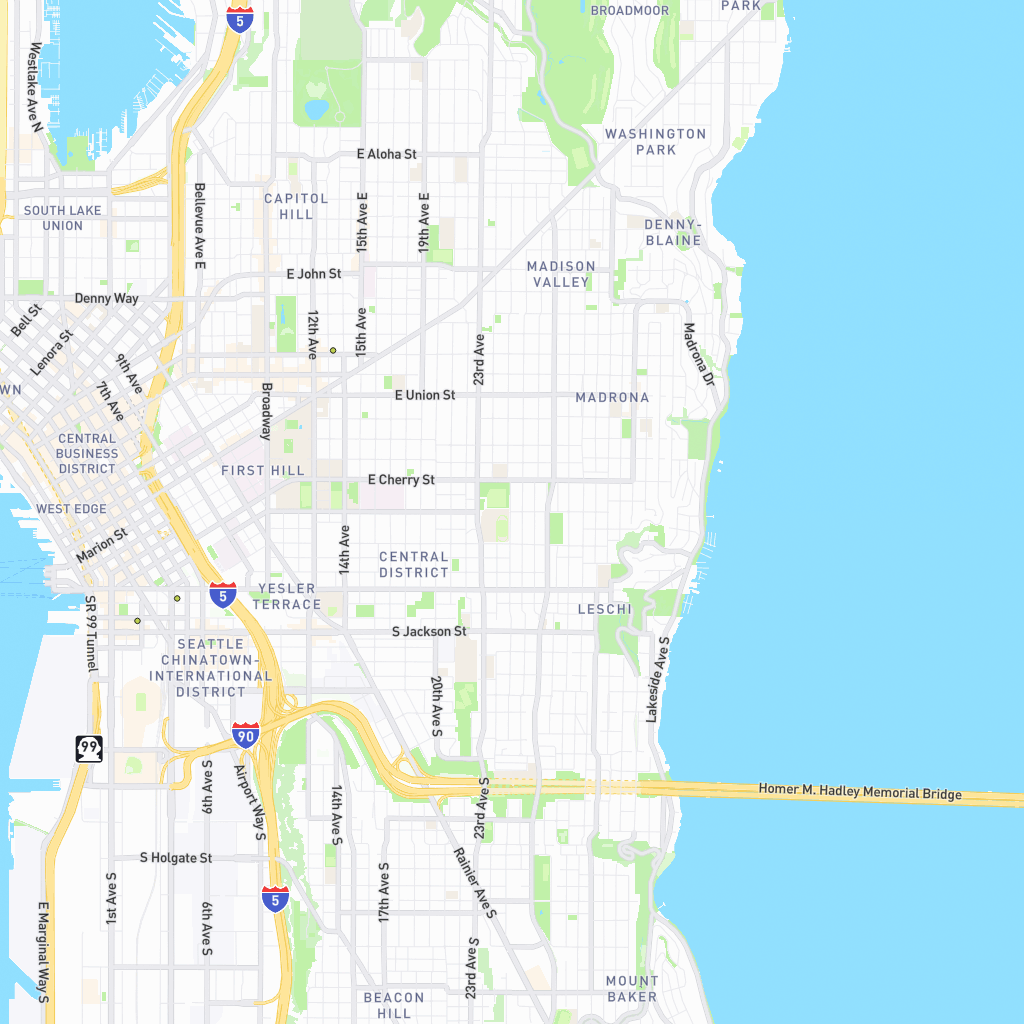 BROADMOOR
PARK
5
Westlake Ave N
WASHINGTON
PARK
E Aloha St
CAPITOL
HILL
Bellevue Ave E
15th Ave E
19th Ave E
SOUTH LAKE
UNION
DENNY-
BLAINE
E John St
MADISON
VALLEY
Denny Way
Bell St
Lenora St
12th Ave
15th Ave
23rd Ave
Madrona Dr
9th Ave
7th Ave
WN
Broadway
E Union St
MADRONA
CENTRAL
BUSINESS
DISTRICT
FIRST HILL
E Cherry St
WEST EDGE
Marion St
14th Ave
CENTRAL
DISTRICT
5
YESLER
TERRACE
LESCHI
SR 99 Tunnel
S Jackson St
SEATTLE
CHINATOWN-
INTERNATIONAL
DISTRICT
20th Ave S
Lakeside Ave S
90
99
6th Ave S
Airport Way S
14th Ave S
23rd Ave S
Homer M. Hadley Memorial Bridge
S Holgate St
Rainier Ave S
17th Ave S
5
1st Ave S
6th Ave S
E Marginal Way S
23rd Ave S
BEACON
HILL
MOUNT
BAKER